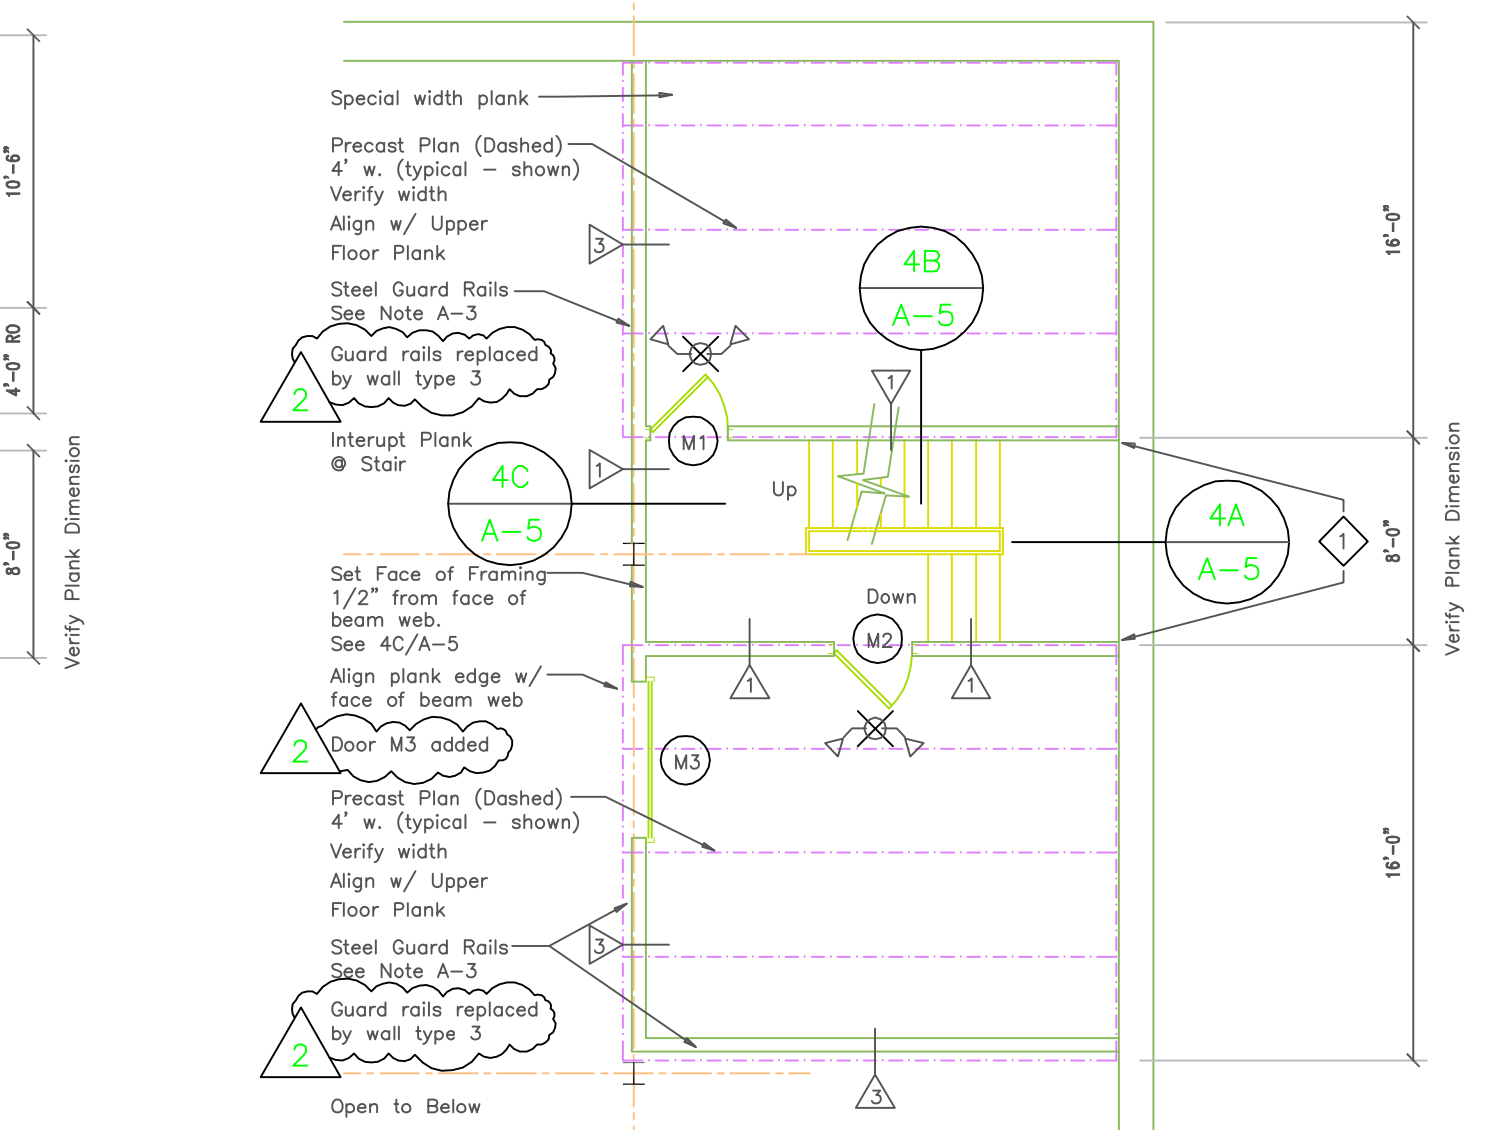 10'-6"
4'-0" RO
8'-0"
Verify Plank Dimension
Special width plank
Precast Plan (Dashed)
4' w. (typical - shown)
Verify width
Align w/ Upper
Floor Plank
3
Steel Guard Rails
See Note A-3
Guard rails replaced
by wall type 3
2
Interupt Plank
@ Stair
4C
A-5
1
Set Face of Framing
1/2" from face of
beam web.
See 4C/A-5
Align plank edge w/
face of beam web
2
Door M3 added
Precast Plan (Dashed)
4' w. (typical - shown)
Verify width
Align w/ Upper
Floor Plank
Steel Guard Rails
See Note A-3
3
Guard rails replaced
by wall type 3
2
Open to Below
4B
A-5
1
M1
Up
Down
M2
1
1
M3
3
4A
A-5
1
16'-0"
8'-0"
16'-0"
Verify Plank Dimension